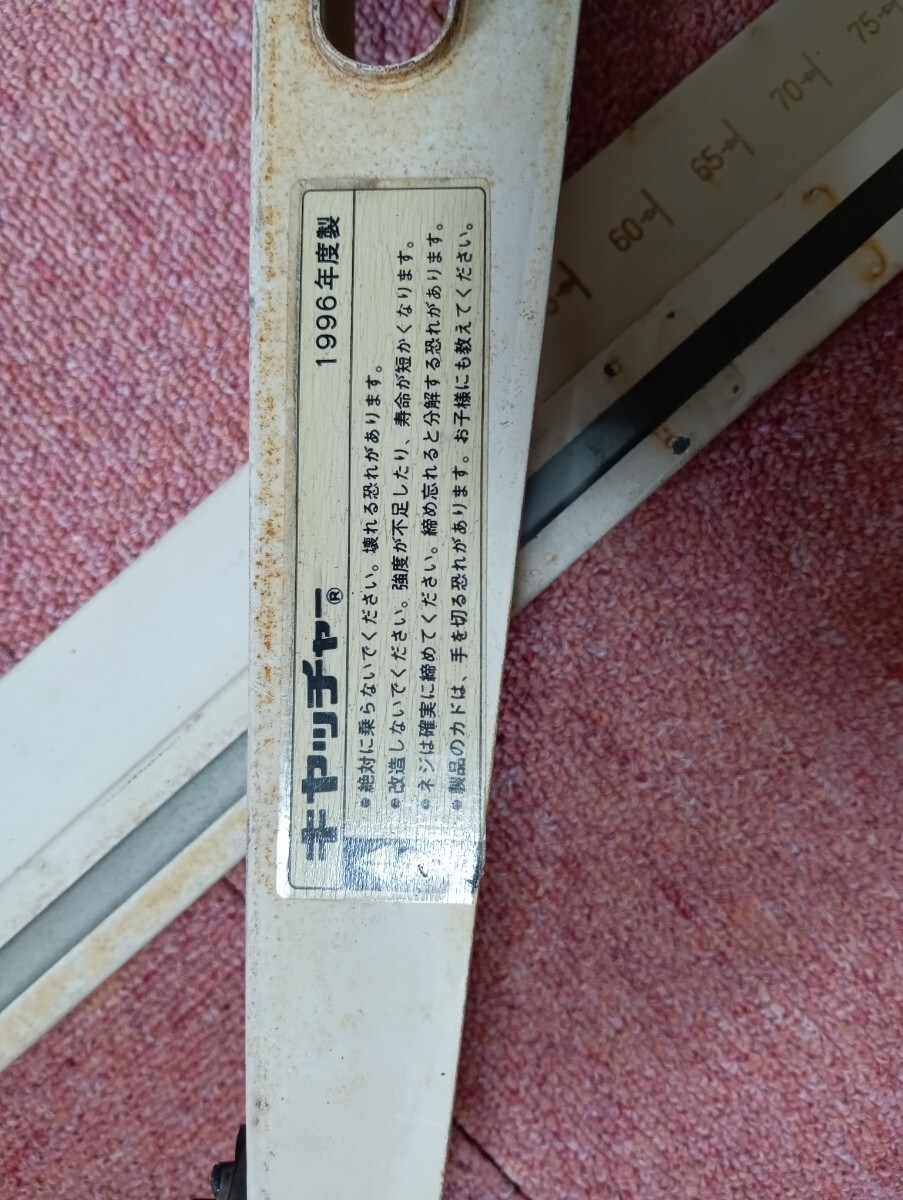 キャッチャー® 1996年度製
●絶対に乗らないでください。壊れる恐れがあります。
●改造しないでください。強度が不足したり、寿命が短かくなります。
●ネジは確実に締めてください。締め忘れると分解する恐れがあります。
●製品のカドは、手を切る恐れがあります。お子様にも教えてください。
60
65
70
75